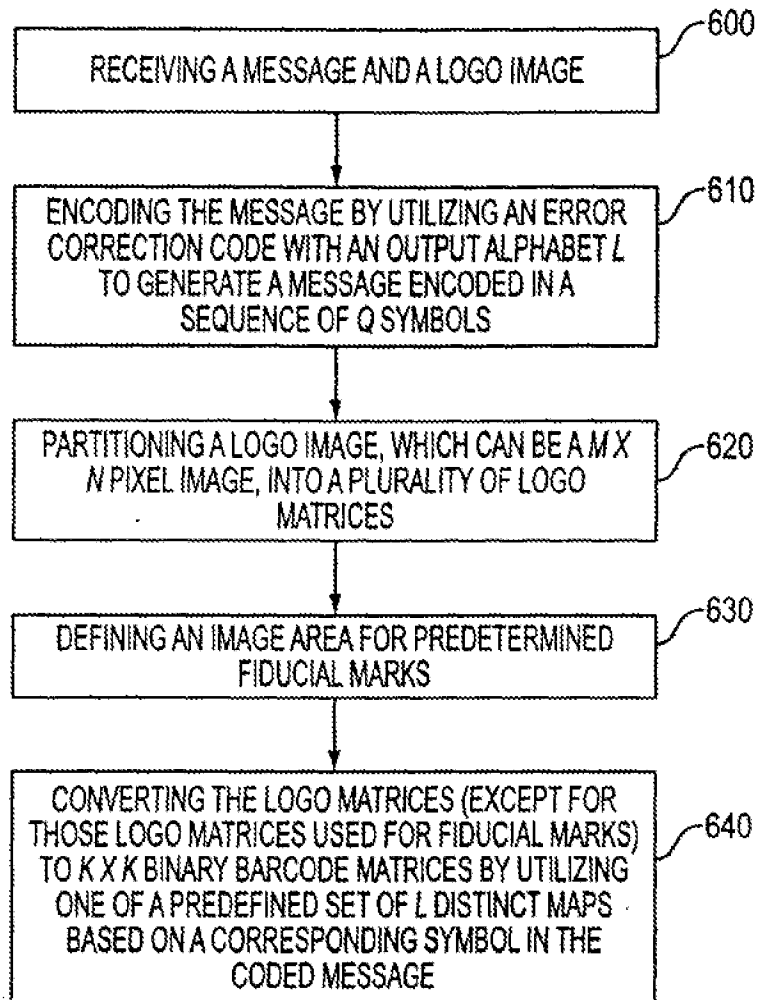 600
RECEIVING A MESSAGE AND A LOGO IMAGE
610
ENCODING THE MESSAGE BY UTILIZING AN ERROR
CORRECTION CODE WITH AN OUTPUT ALPHABET L
TO GENERATE A MESSAGE ENCODED IN A
SEQUENCE OF Q SYMBOLS
620
PARTITIONING A LOGO IMAGE, WHICH CAN BE A M X
N PIXEL IMAGE, INTO A PLURALITY OF LOGO
MATRICES
630
DEFINING AN IMAGE AREA FOR PREDETERMINED
FIDUCIAL MARKS
640
CONVERTING THE LOGO MATRICES (EXCEPT FOR
THOSE LOGO MATRICES USED FOR FIDUCIAL MARKS)
TO K X K BINARY BARCODE MATRICES BY UTILIZING
ONE OF A PREDEFINED SET OF L DISTINCT MAPS
BASED ON A CORRESPONDING SYMBOL IN THE
CODED MESSAGE